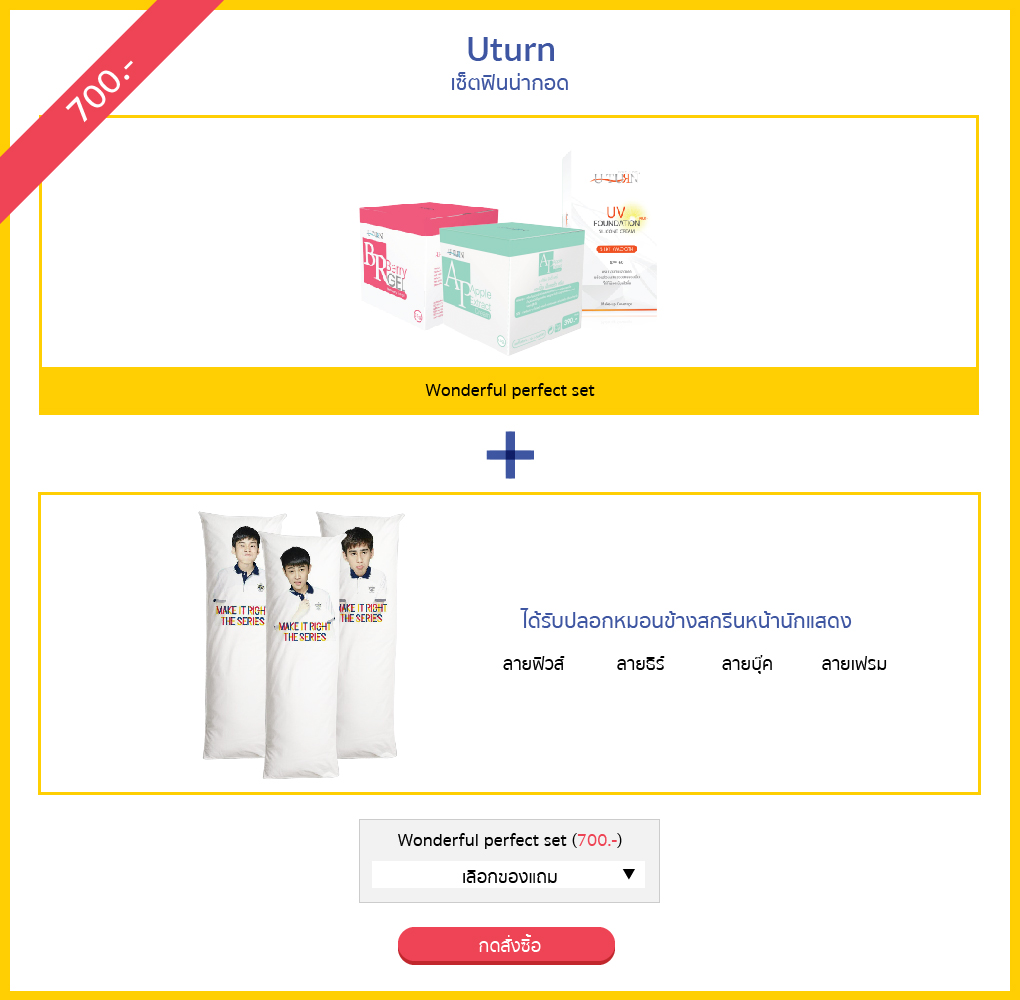 700.-
Uturn
เซ็ตฟินน่ากอด
U TURN
UV
FOUNDATION
SILICONE CREAM
BR
Berry
GEL
AP
Apple
Extract
Wonderful perfect set
+
MAKE IT RIGHT
THE SERIES
MAKE IT RIGHT
THE SERIES
MAKE IT RIGHT
THE SERIES
ได้รับปลอกหมอนข้างสกรีนหน้านักแสดง
ลายฟิวส์ ลายธีร์ ลายบุ๊ค ลายเฟรม
Wonderful perfect set (700.-)
เลือกของแถม
กดสั่งซื้อ